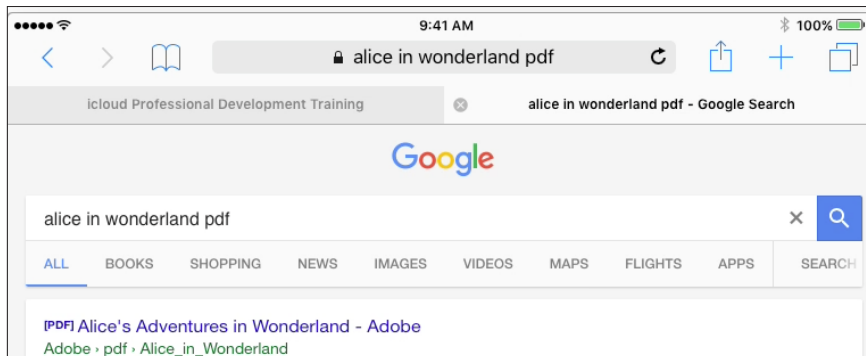 9:41 AM 100%
alice in wonderland pdf
icloud Professional Development Training alice in wonderland pdf - Google Search
Google
alice in wonderland pdf
ALL BOOKS SHOPPING NEWS IMAGES VIDEOS MAPS FLIGHTS APPS SEARCH
[PDF] Alice's Adventures in Wonderland - Adobe
Adobe › pdf › Alice_in_Wonderland